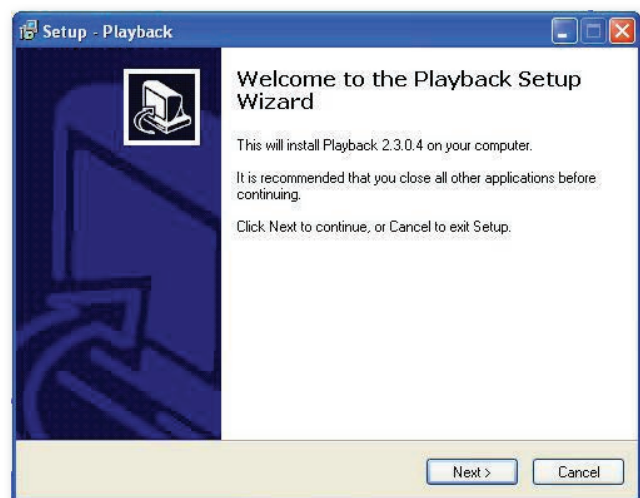 Setup - Playback
Welcome to the Playback Setup
Wizard
This will install Playback 2.3.0.4 on your computer.
It is recommended that you close all other applications before
continuing.
Click Next to continue, or Cancel to exit Setup.
Next >
Cancel